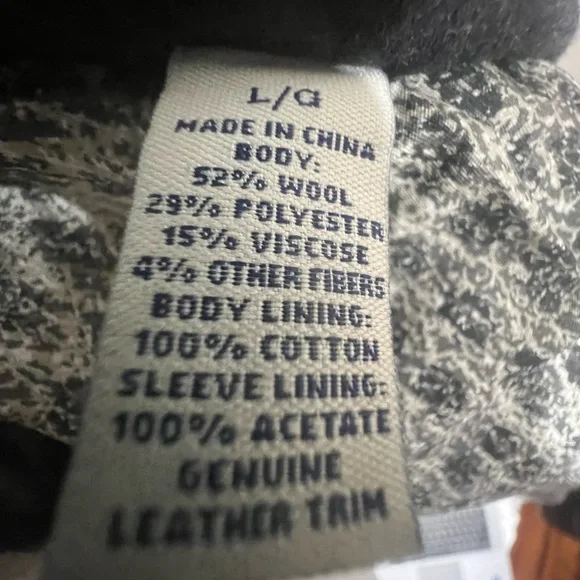 L/G
MADE IN CHINA
BODY:
52% WOOL
29% POLYESTER
15% VISCOSE
4% OTHER FIBERS
BODY LINING:
100% COTTON
SLEEVE LINING:
100% ACETATE
GENUINE
LEATHER TRIM